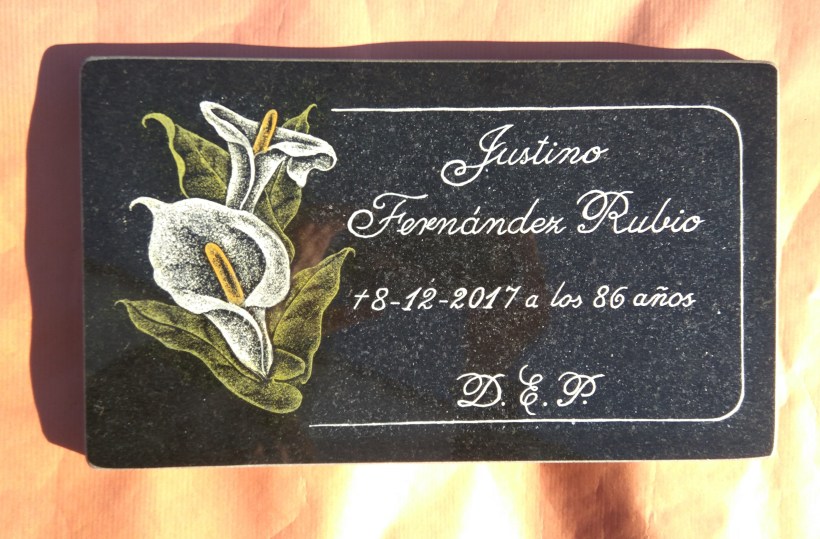 Justino
Fernández Rubio
†8-12-2017 a los 86 años
D. E. P.